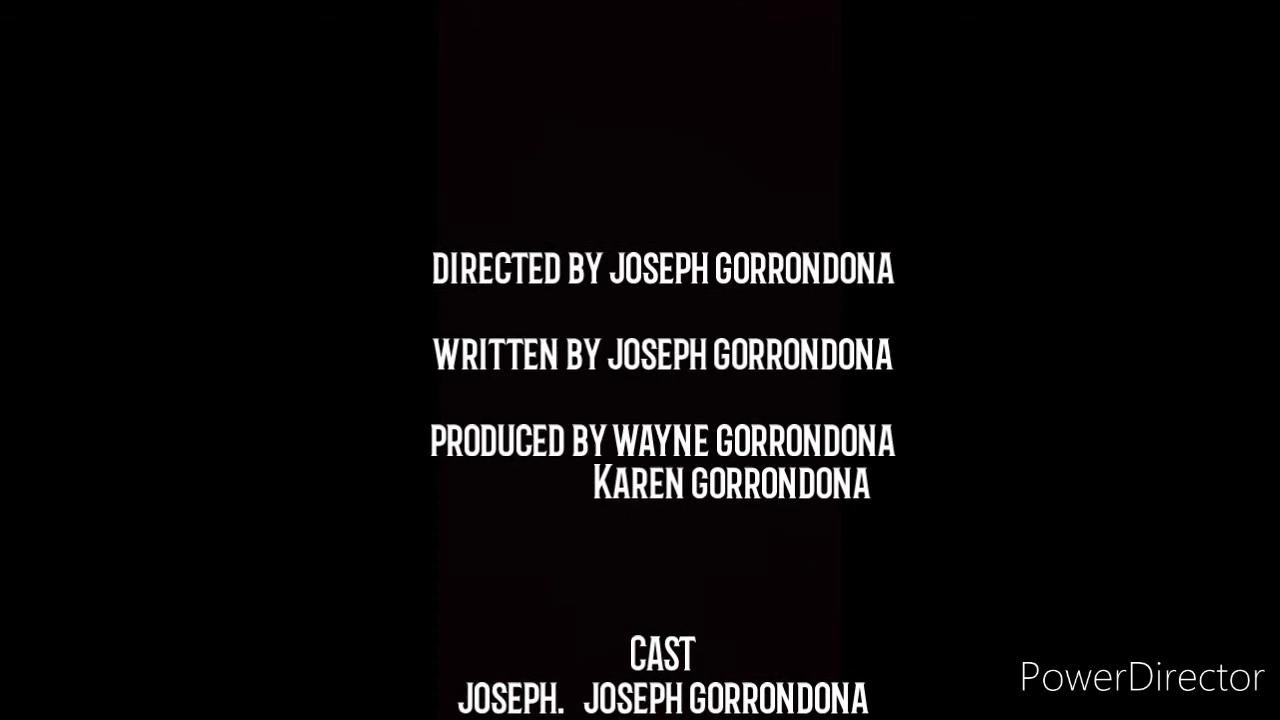 DIRECTED BY JOSEPH GORRONDONA
WRITTEN BY JOSEPH GORRONDONA
PRODUCED BY WAYNE GORRONDONA
KAREN GORRONDONA
CAST
JOSEPH. JOSEPH GORRONDONA
PowerDirector